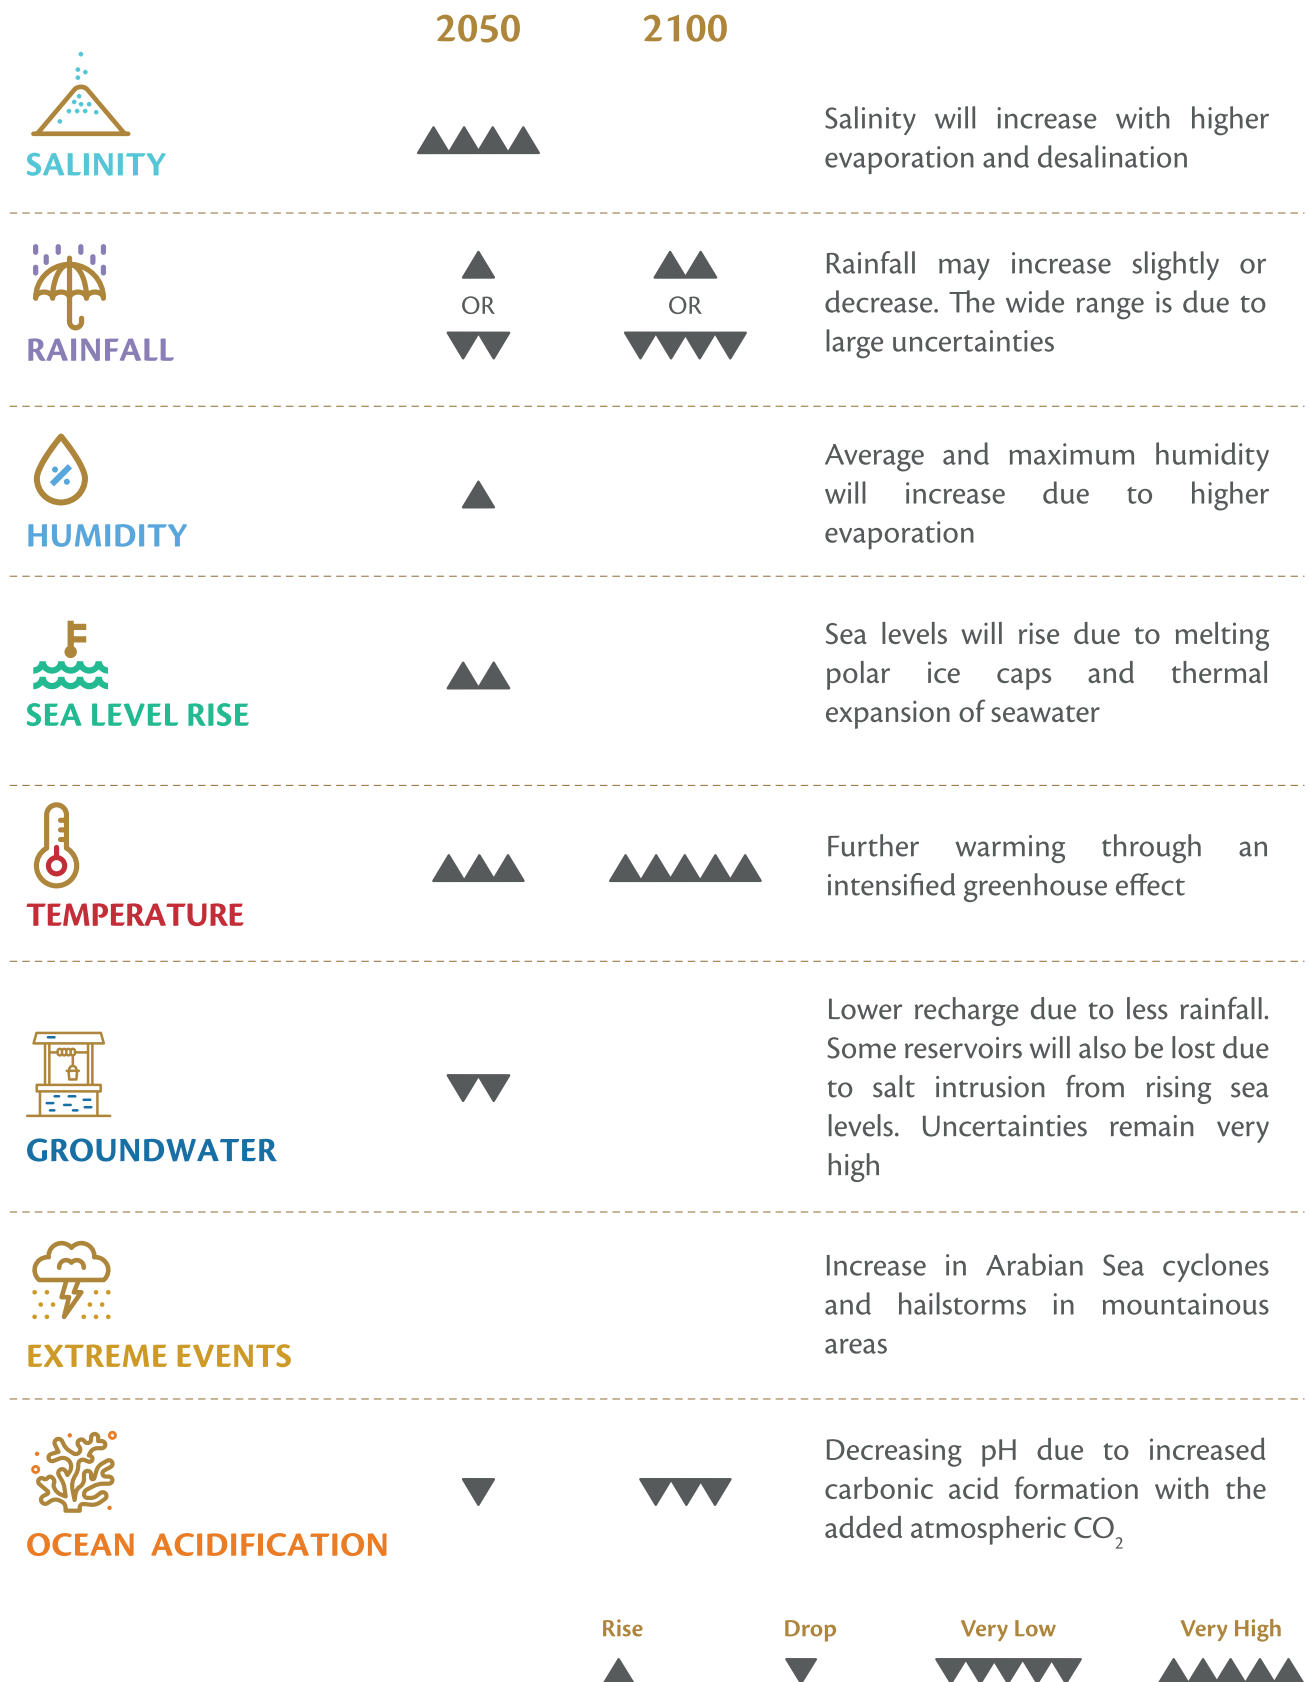 2050 2100
SALINITY
Salinity will increase with higher
evaporation and desalination
RAINFALL
OR OR
Rainfall may increase slightly or
decrease. The wide range is due to
large uncertainties
HUMIDITY
Average and maximum humidity
will increase due to higher
evaporation
SEA LEVEL RISE
Sea levels will rise due to melting
polar ice caps and thermal
expansion of seawater
TEMPERATURE
Further warming through an
intensified greenhouse effect
GROUNDWATER
Lower recharge due to less rainfall.
Some reservoirs will also be lost due
to salt intrusion from rising sea
levels. Uncertainties remain very
high
EXTREME EVENTS
Increase in Arabian Sea cyclones
and hailstorms in mountainous
areas
OCEAN ACIDIFICATION
Decreasing pH due to increased
carbonic acid formation with the
added atmospheric CO₂
Rise Drop Very Low Very High